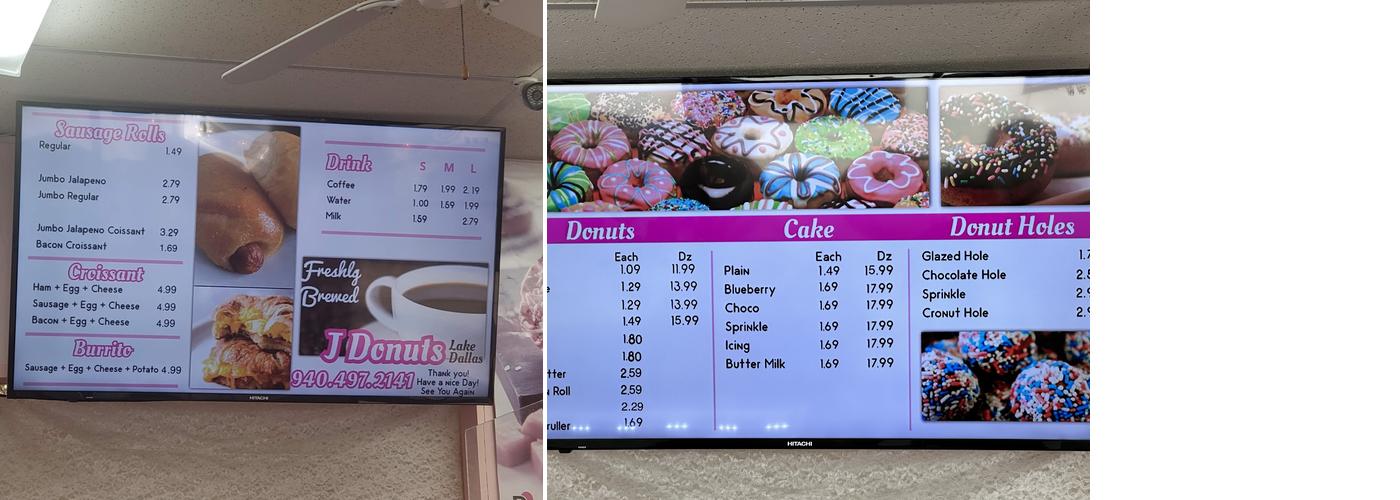 Sausage Rolls
Regular 1.49
Jumbo Jalapeno 2.79
Jumbo Regular 2.79
Jumbo Jalapeno Coissant 3.29
Bacon Croissant 1.69
Croissant
Ham + Egg + Cheese 4.99
Sausage + Egg + Cheese 4.99
Bacon + Egg + Cheese 4.99
Burrito
Sausage + Egg + Cheese + Potato 4.99
Drink S M L
Coffee 1.79 1.99 2.19
Water 1.00 1.59 1.99
Milk 1.59 2.79
Freshly
Brewed
J Donuts Lake Dallas
940.497.2141
Thank you!
Have a nice Day!
See You Again
HITACHI
Donuts
Each Dz
1.09 11.99
1.29 13.99
1.29 13.99
1.49 15.99
1.80
1.80
2.59
Roll 2.59
2.29
1.69
Cake
Each Dz
Plain 1.49 15.99
Blueberry 1.69 17.99
Choco 1.69 17.99
Sprinkle 1.69 17.99
Icing 1.69 17.99
Butter Milk 1.69 17.99
Donut Holes
Glazed Hole
Chocolate Hole
Sprinkle
Cronut Hole
HITACHI